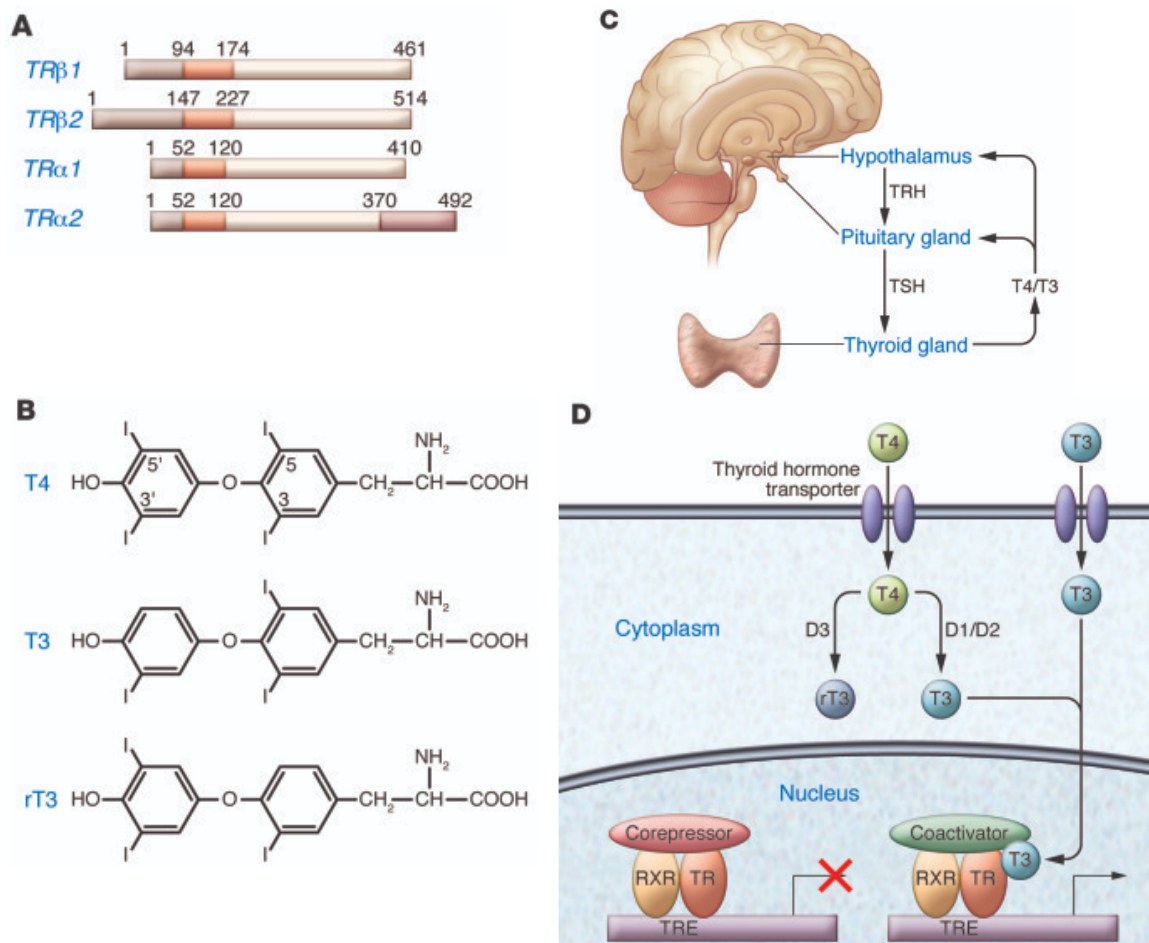 A
1 94 174 461
TRβ1
1 147 227 514
TRβ2
1 52 120 410
TRα1
1 52 120 370 492
TRα2
B
T4
I I NH2
5' 5
HO O CH2 CH COOH
3' 3
I I
T3
I NH2
HO O CH2 CH COOH
I I
rT3
I NH2
HO O CH2 CH COOH
I I
C
Hypothalamus
TRH
Pituitary gland
TSH
T4/T3
Thyroid gland
D
T4 T3
Thyroid hormone
transporter
T4 T3
Cytoplasm
D3 D1/D2
rT3 T3
Nucleus
Corepressor Coactivator
T3
RXR TR RXR TR
TRE TRE